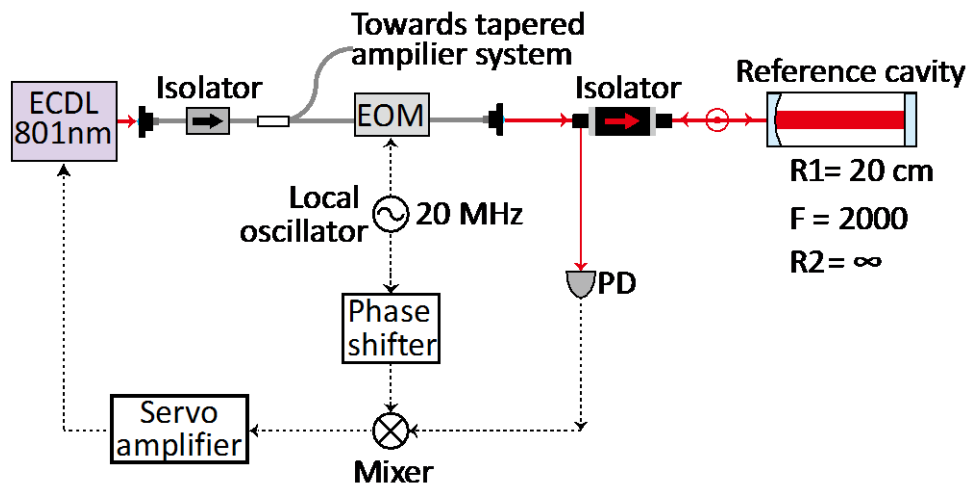 Towards tapered
ampilier system
Isolator
ECDL
801nm
EOM
Isolator
Reference cavity
R1= 20 cm
F = 2000
R2= ∞
Local
oscillator
20 MHz
PD
Phase
shifter
Servo
amplifier
Mixer